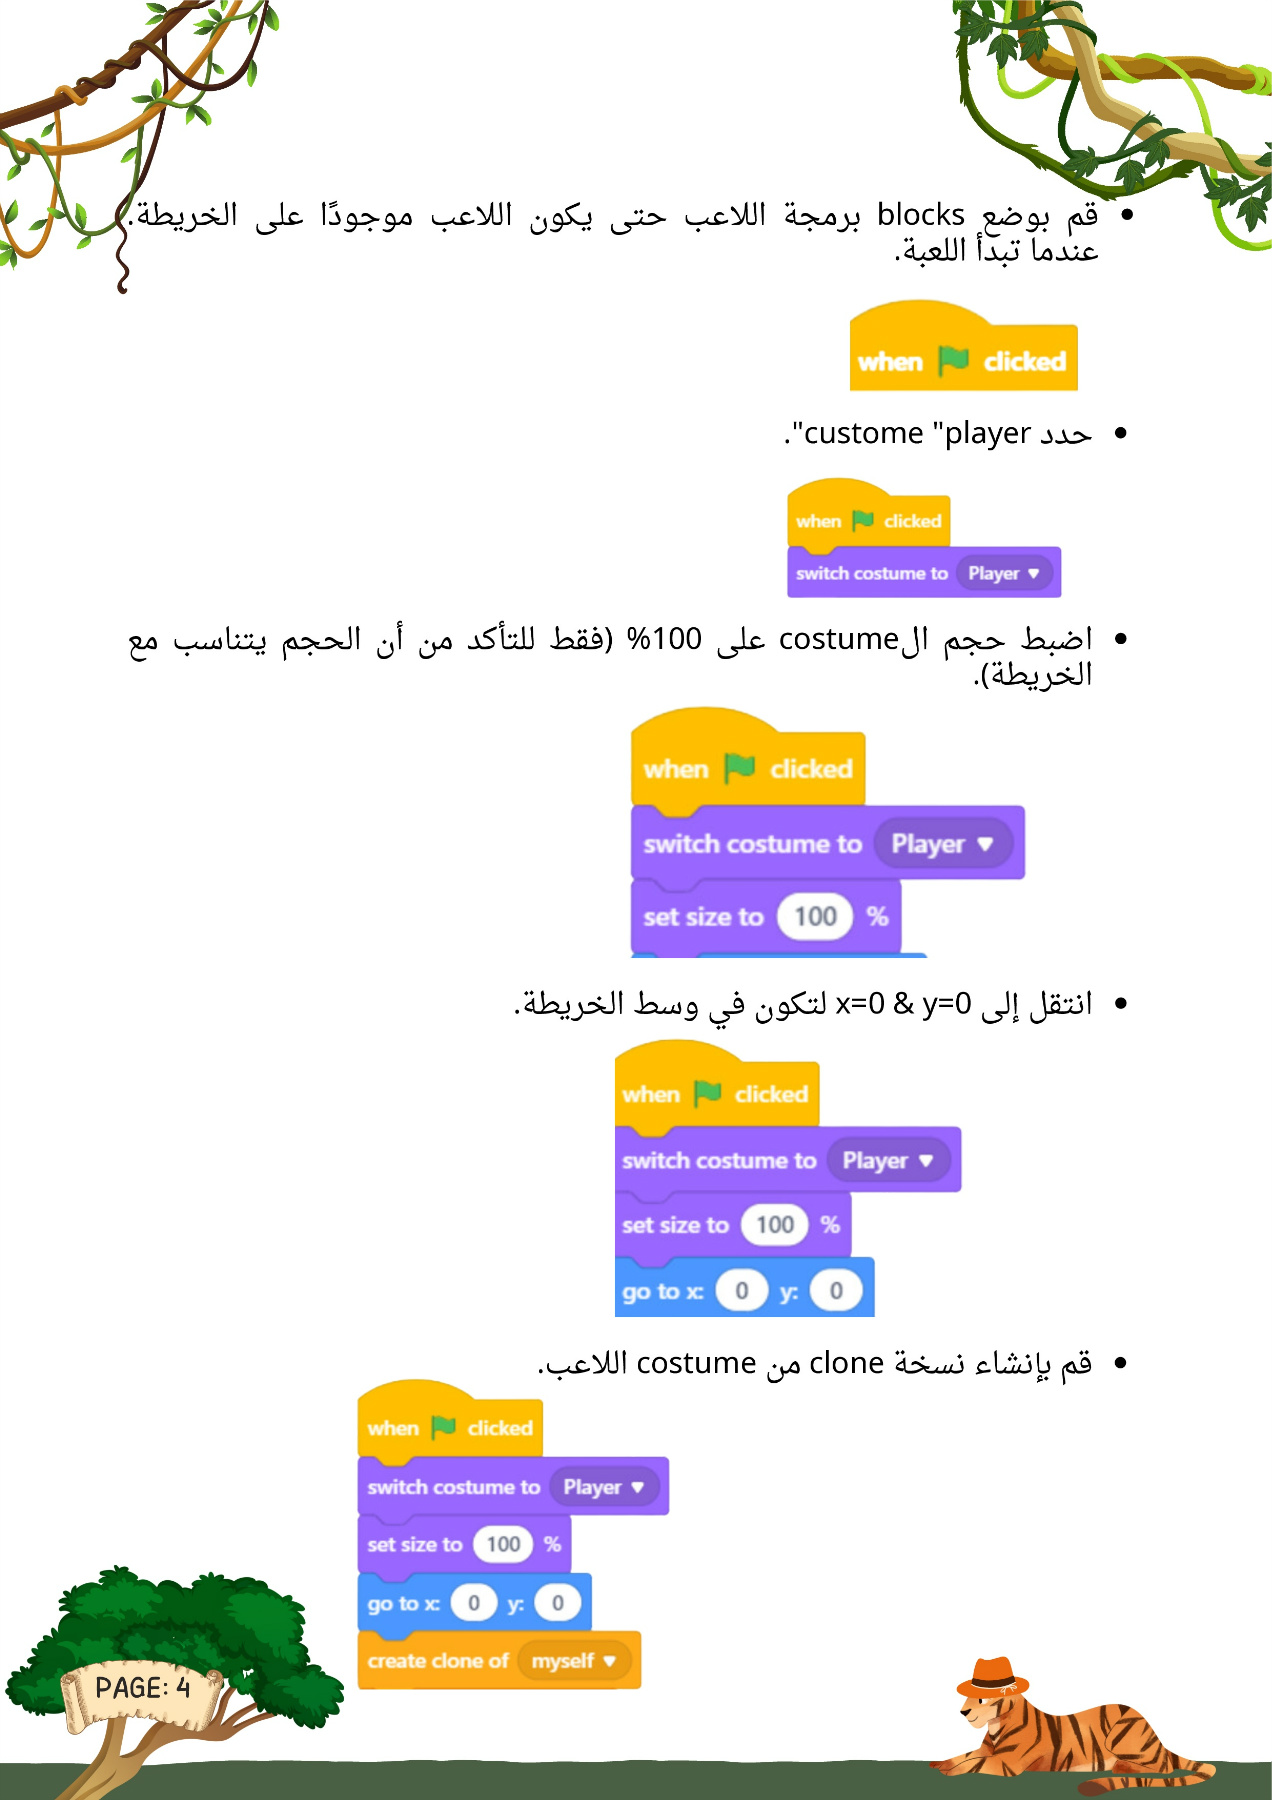 قم بوضع blocks برمجة اللاعب حتى يكون اللاعب موجودًا على الخريطة.
عندما تبدأ اللعبة.
when clicked
حدد custome "player".
when clicked
switch costume to Player
اضبط حجم الcostume على 100% (فقط للتأكد من أن الحجم يتناسب مع
الخريطة).
when clicked
switch costume to Player
set size to 100 %
انتقل إلى x=0 & y=0 لتكون في وسط الخريطة.
when clicked
switch costume to Player
set size to 100 %
go to x: 0 y: 0
قم بإنشاء نسخة clone من costume اللاعب.
when clicked
switch costume to Player
set size to 100 %
go to x: 0 y: 0
create clone of myself
PAGE: 4